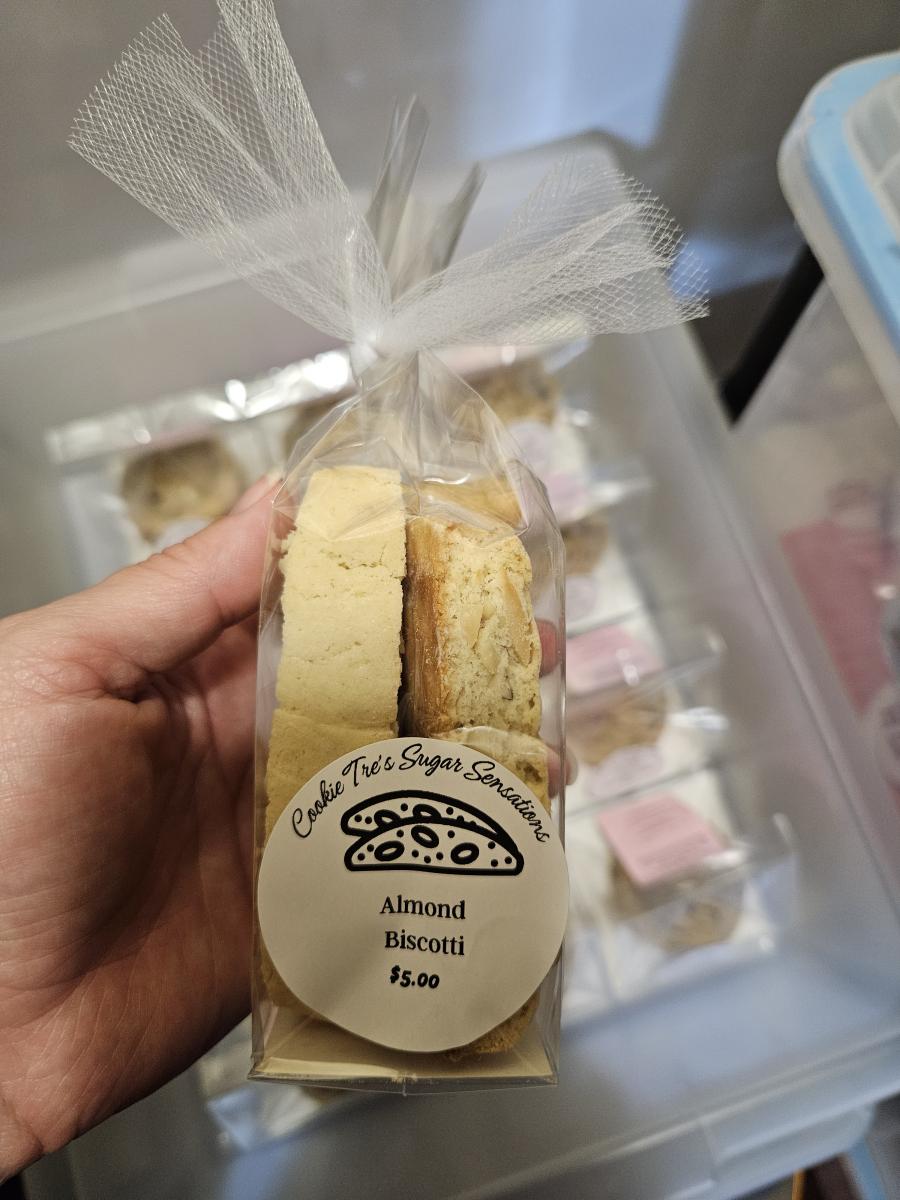 Cookie Tre's Sugar Sensations
Almond
Biscotti
$5.00